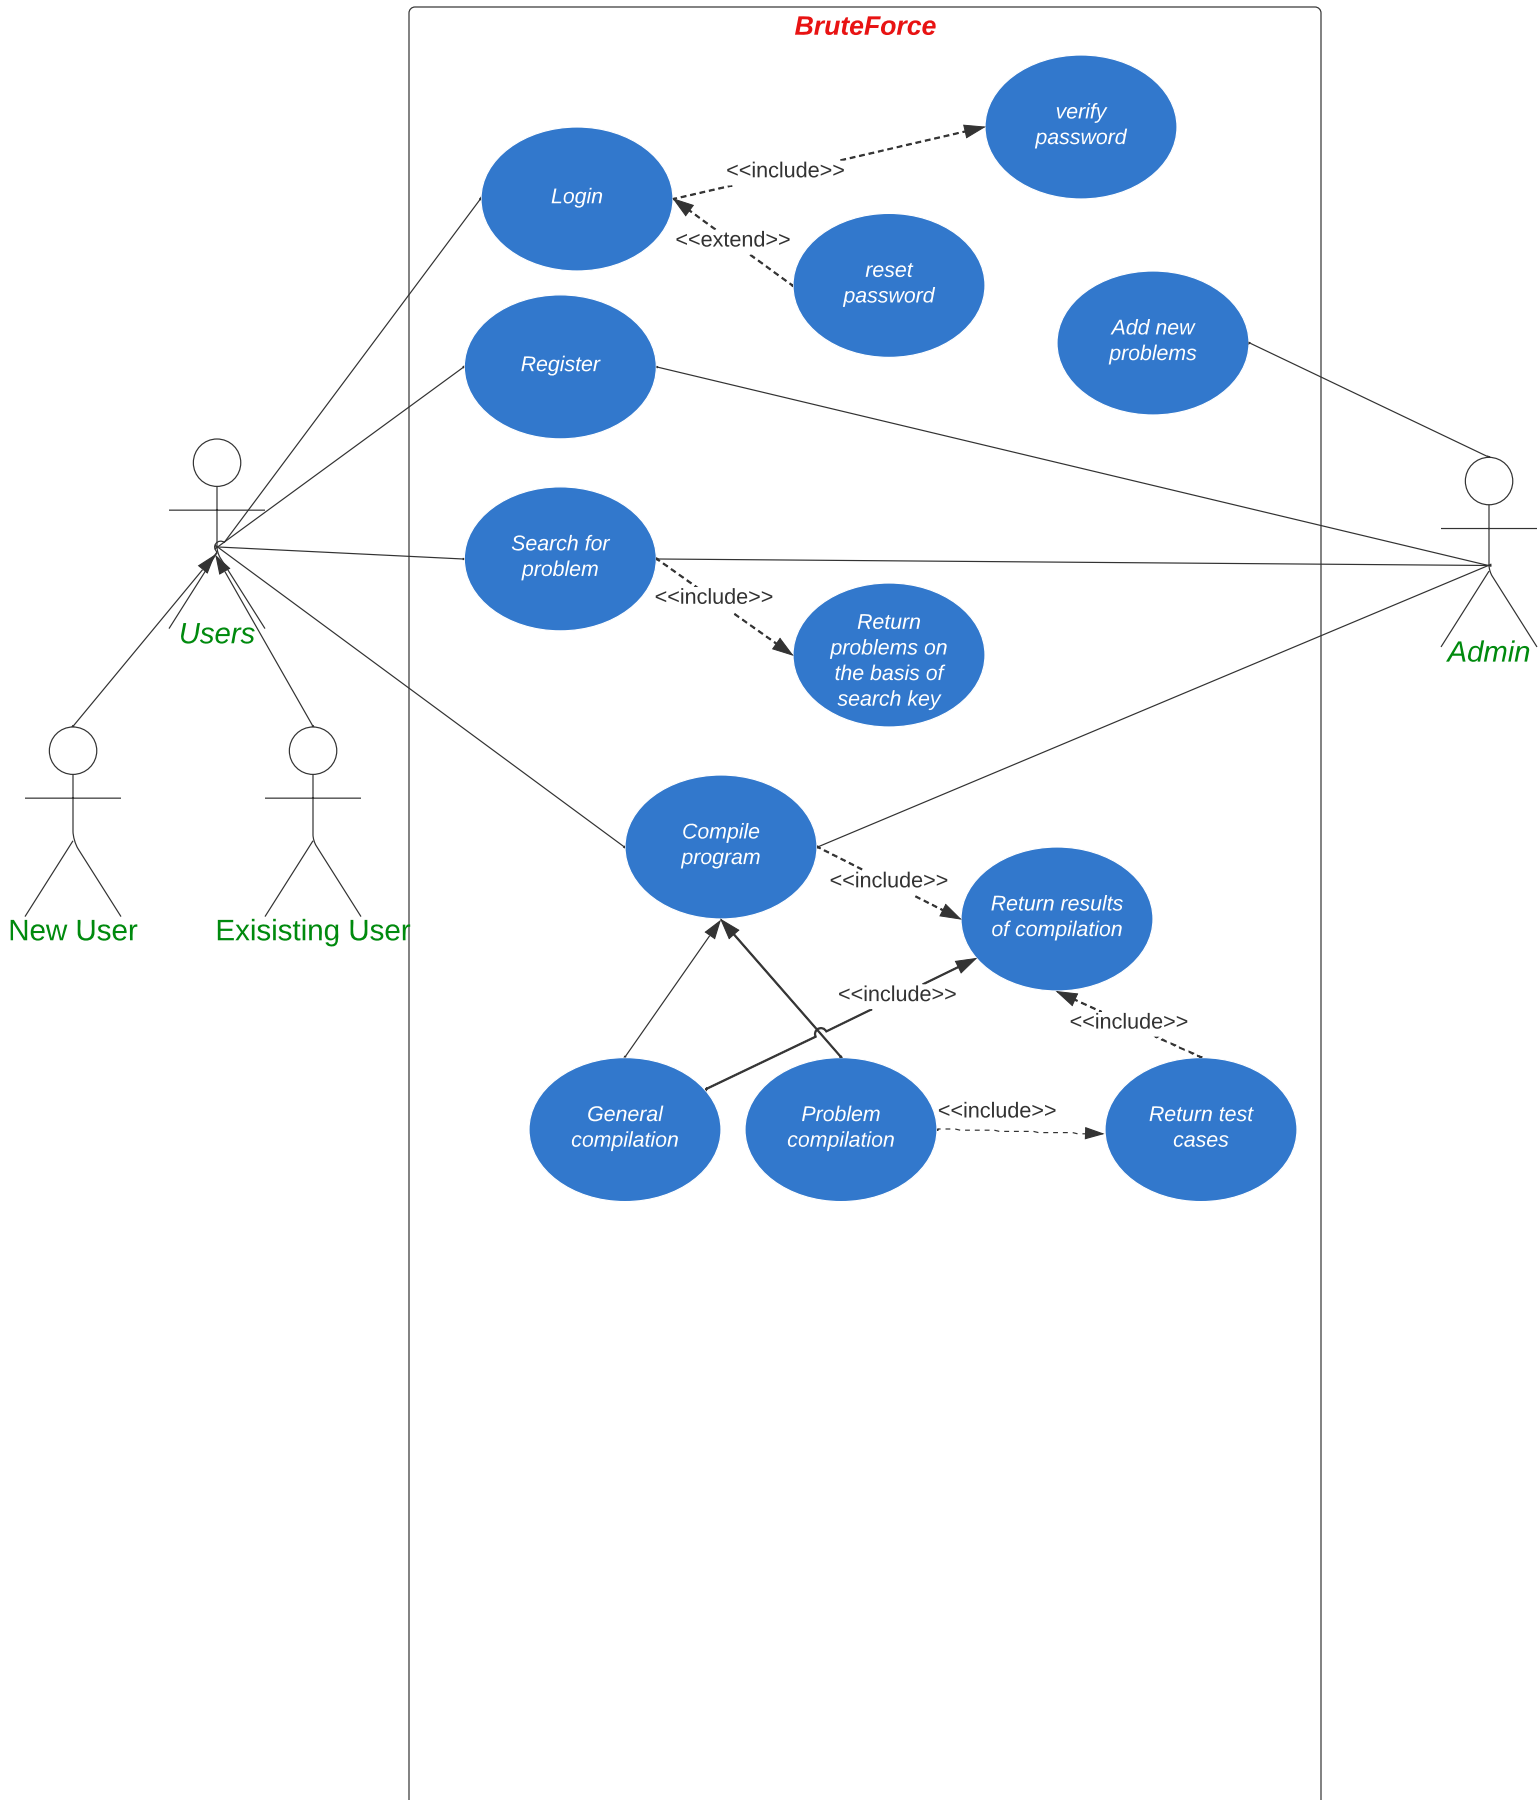 BruteForce
verify
password
Login
<<include>>
<<extend>>
reset
password
Add new
problems
Register
Search for
problem
<<include>>
Return
problems on
the basis of
search key
Users
Admin
New User
Exisisting User
Compile
program
<<include>>
Return results
of compilation
<<include>>
<<include>>
General
compilation
Problem
compilation
<<include>>
Return test
cases